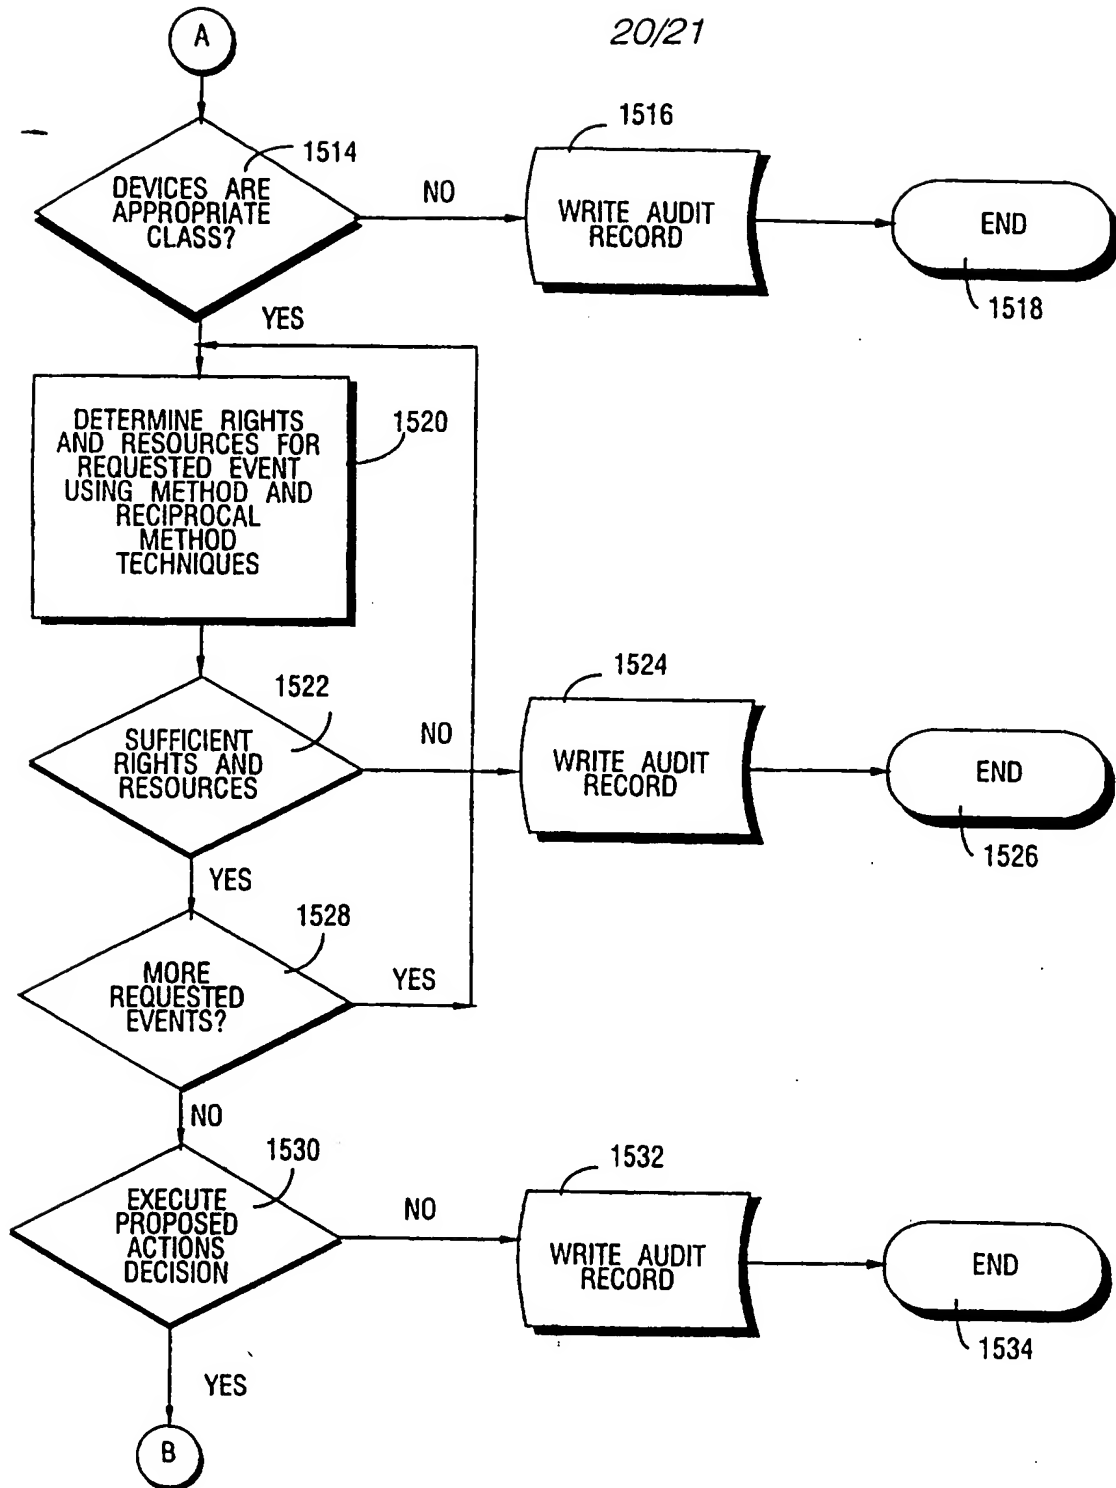 20/21
A
1514
DEVICES ARE
APPROPRIATE
CLASS?
NO
1516
WRITE AUDIT
RECORD
END
1518
YES
DETERMINE RIGHTS
AND RESOURCES FOR
REQUESTED EVENT
USING METHOD AND
RECIPROCAL
METHOD
TECHNIQUES
1520
1522
SUFFICIENT
RIGHTS AND
RESOURCES
NO
1524
WRITE AUDIT
RECORD
END
1526
YES
1528
MORE
REQUESTED
EVENTS?
YES
NO
1530
EXECUTE
PROPOSED
ACTIONS
DECISION
NO
1532
WRITE AUDIT
RECORD
END
1534
YES
B